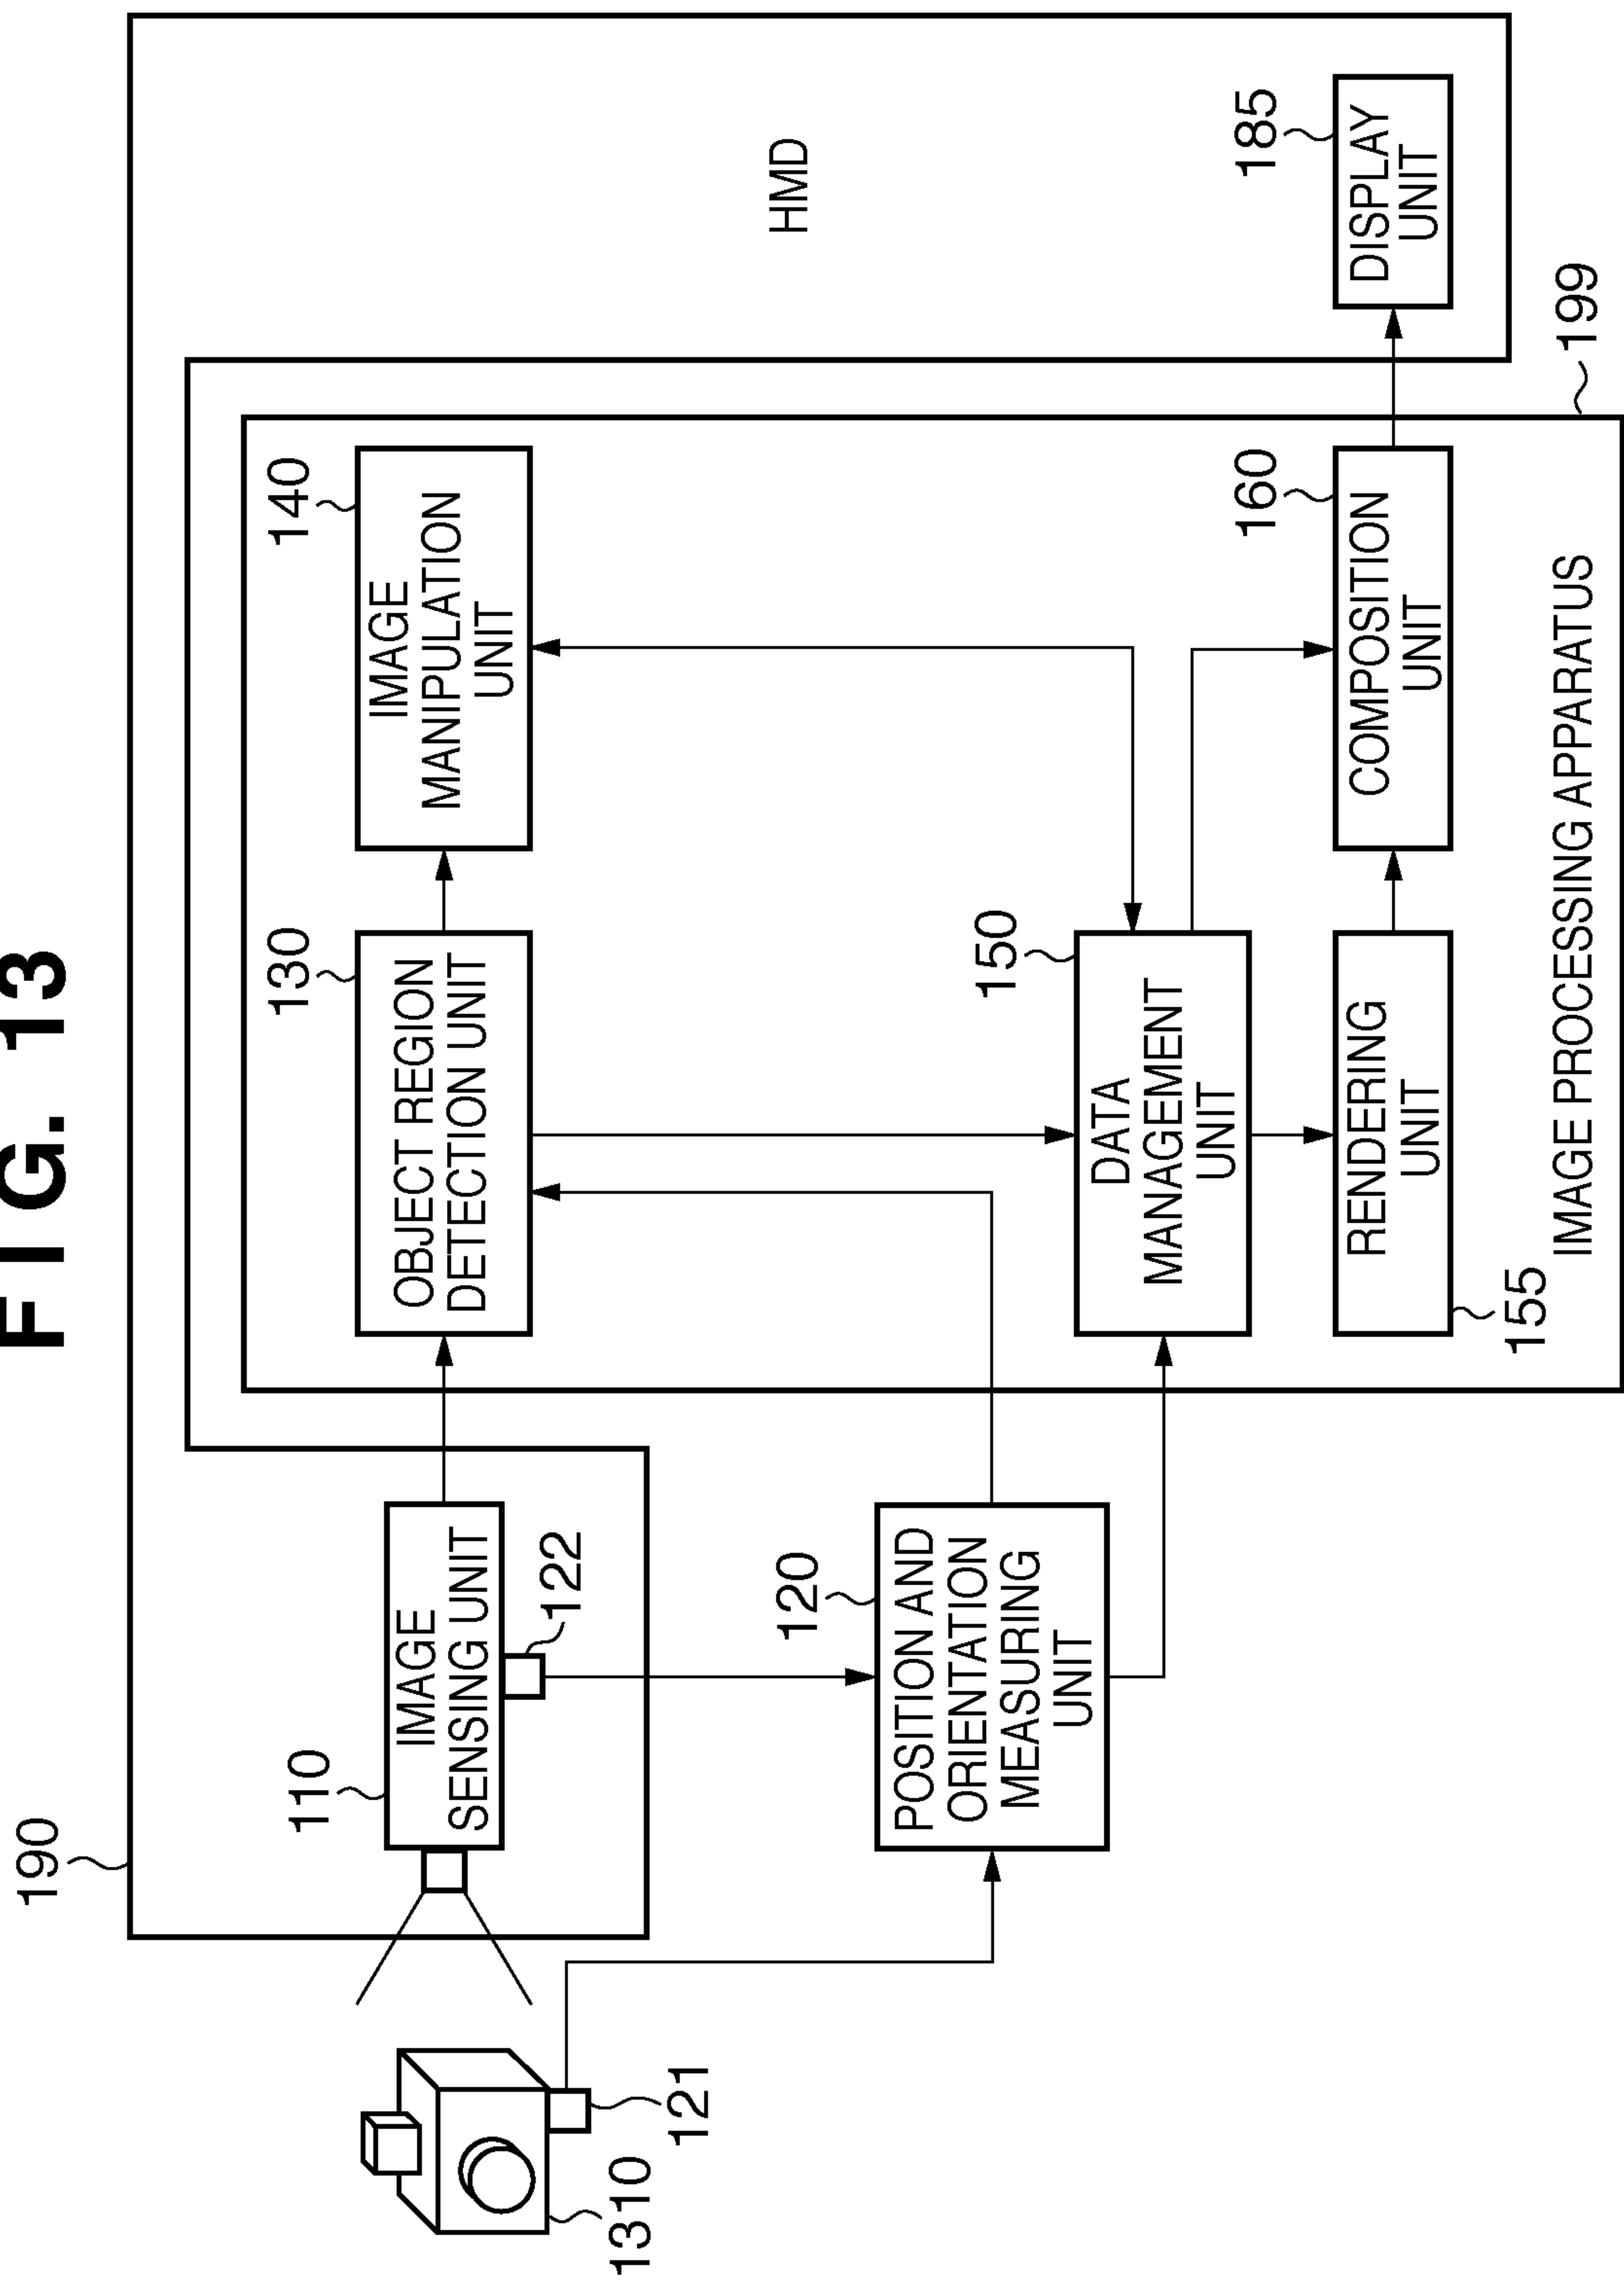 FIG. 13
190
HMD
110
IMAGE
SENSING UNIT
122
130
OBJECT REGION
DETECTION UNIT
140
IMAGE
MANIPULATION
UNIT
1310
121
120
POSITION AND
ORIENTATION
MEASURING
UNIT
150
DATA
MANAGEMENT
UNIT
155
RENDERING
UNIT
160
COMPOSITION
UNIT
185
DISPLAY
UNIT
IMAGE PROCESSING APPARATUS
199